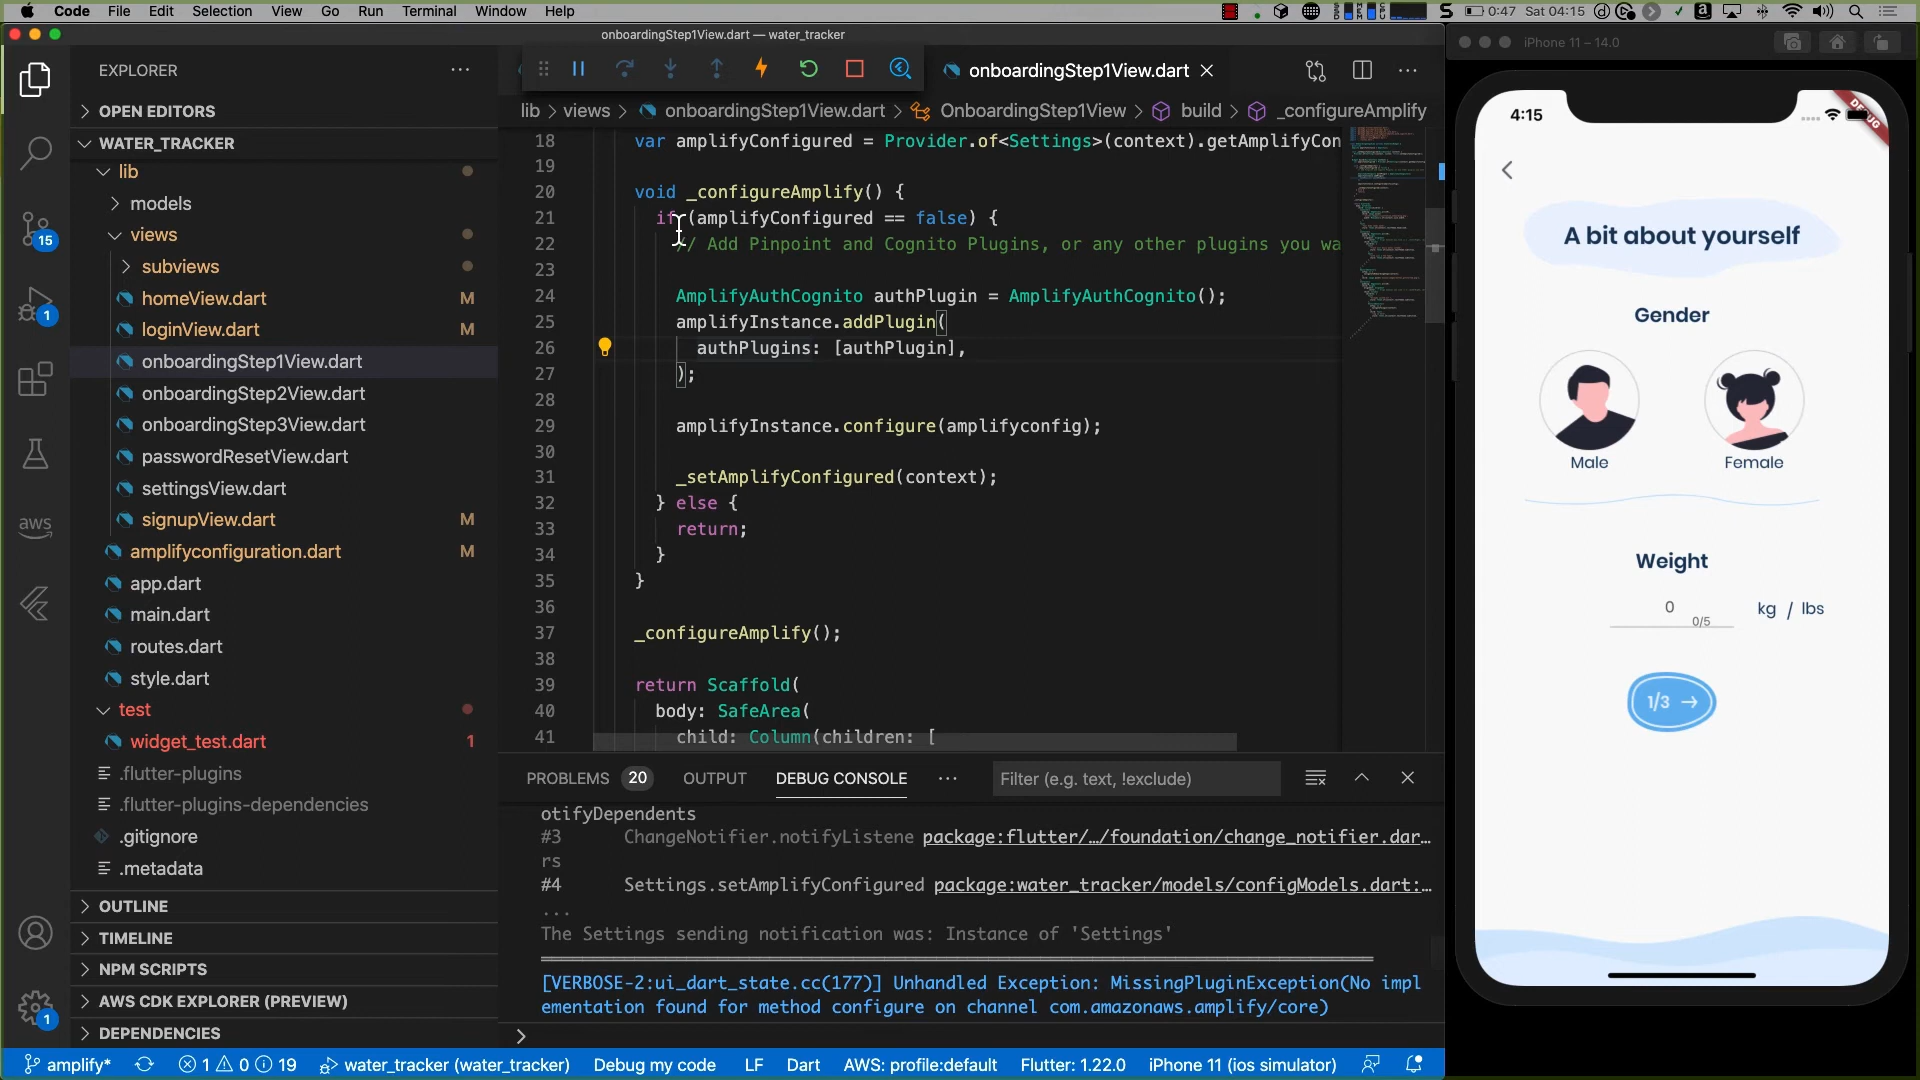 Code File Edit Selection View Go Run Terminal Window Help
0:47 Sat 04:15
onboardingStep1View.dart — water_tracker
iPhone 11 – 14.0
EXPLORER
onboardingStep1View.dart
OPEN EDITORS
lib views onboardingStep1View.dart OnboardingStep1View build _configureAmplify
WATER_TRACKER
lib
models
views
subviews
homeView.dart M
loginView.dart M
onboardingStep1View.dart
onboardingStep2View.dart
onboardingStep3View.dart
passwordResetView.dart
settingsView.dart
signupView.dart M
amplifyconfiguration.dart M
app.dart
main.dart
routes.dart
style.dart
test
widget_test.dart 1
.flutter-plugins
.flutter-plugins-dependencies
.gitignore
.metadata
OUTLINE
TIMELINE
NPM SCRIPTS
AWS CDK EXPLORER (PREVIEW)
DEPENDENCIES
15
1
aws
1
18 var amplifyConfigured = Provider.of<Settings>(context).getAmplifyCon
19
20 void _configureAmplify() {
21 if (amplifyConfigured == false) {
22 // Add Pinpoint and Cognito Plugins, or any other plugins you wa
23
24 AmplifyAuthCognito authPlugin = AmplifyAuthCognito();
25 amplifyInstance.addPlugin(
26 authPlugins: [authPlugin],
27 );
28
29 amplifyInstance.configure(amplifyconfig);
30
31 _setAmplifyConfigured(context);
32 } else {
33 return;
34 }
35 }
36
37 _configureAmplify();
38
39 return Scaffold(
40 body: SafeArea(
41 child: Column(children: [
PROBLEMS 20 OUTPUT DEBUG CONSOLE Filter (e.g. text, !exclude)
otifyDependents
#3 ChangeNotifier.notifyListene package:flutter/…/foundation/change_notifier.dar…
rs
#4 Settings.setAmplifyConfigured package:water_tracker/models/configModels.dart:…
...
The Settings sending notification was: Instance of 'Settings'
[VERBOSE-2:ui_dart_state.cc(177)] Unhandled Exception: MissingPluginException(No impl
ementation found for method configure on channel com.amazonaws.amplify/core)
amplify* 1 0 19 water_tracker (water_tracker) Debug my code LF Dart AWS: profile:default Flutter: 1.22.0 iPhone 11 (ios simulator)
4:15
DEBUG
A bit about yourself
Gender
Male Female
Weight
0
0/5
kg / lbs
1/3